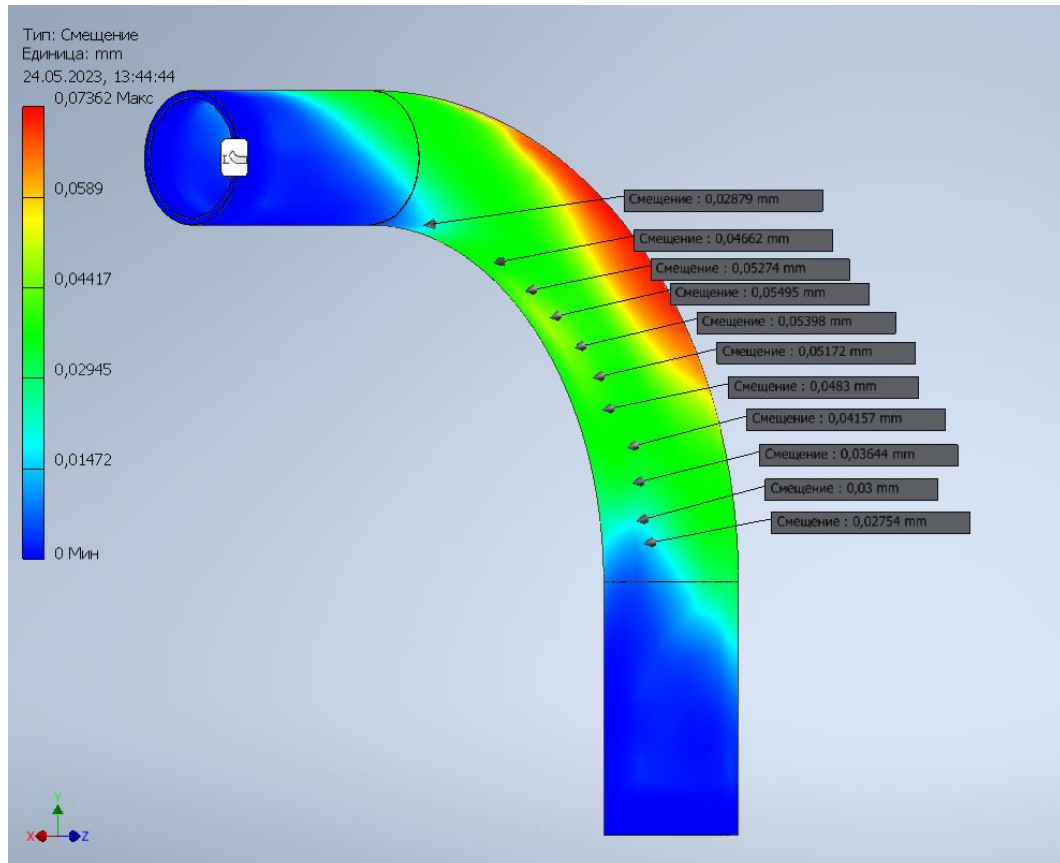 Тип: Смещение
Единица: mm
24.05.2023, 13:44:44
0,07362 Макс
0,0589
0,04417
0,02945
0,01472
0 Мин
Смещение : 0,02879 mm
Смещение : 0,04662 mm
Смещение : 0,05274 mm
Смещение : 0,05495 mm
Смещение : 0,05398 mm
Смещение : 0,05172 mm
Смещение : 0,0483 mm
Смещение : 0,04157 mm
Смещение : 0,03644 mm
Смещение : 0,03 mm
Смещение : 0,02754 mm
Y
X
Z